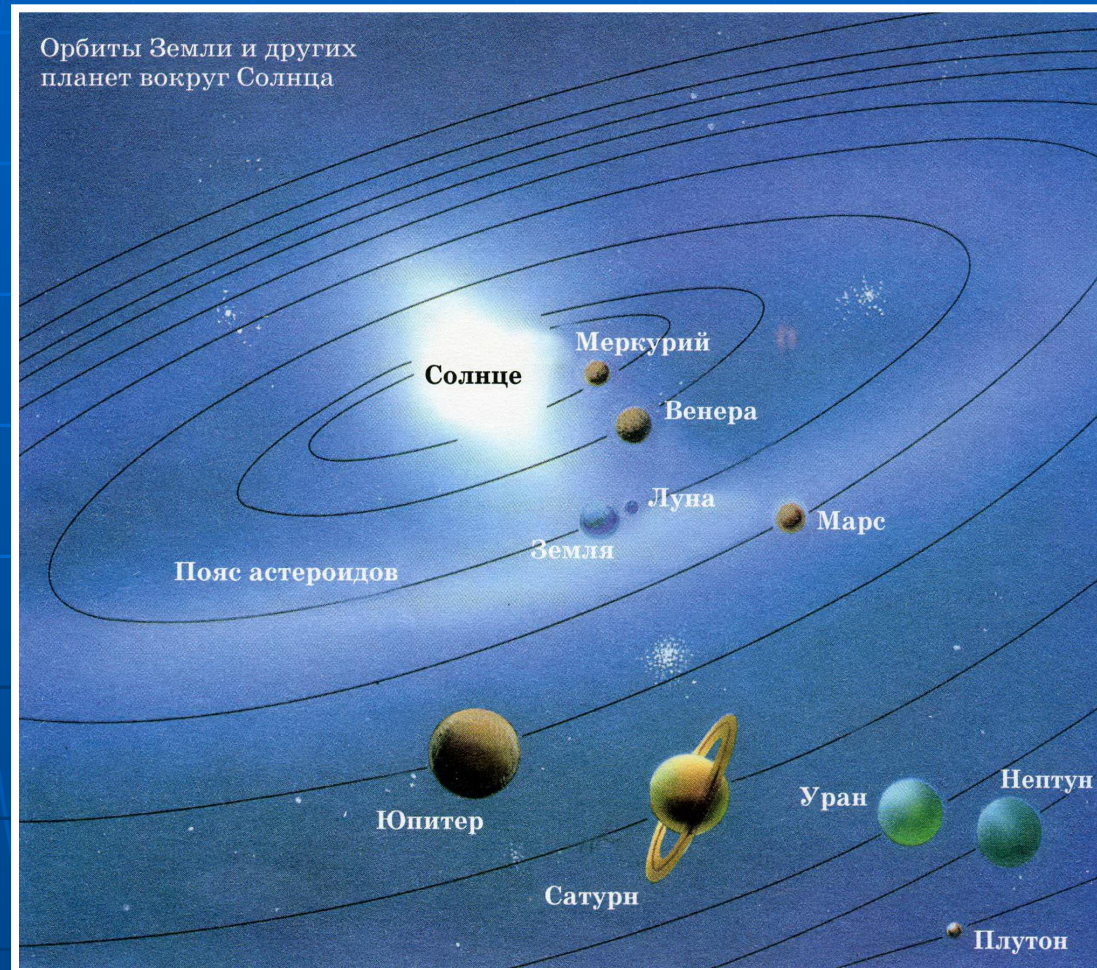 Орбиты Земли и других
планет вокруг Солнца
Меркурий
Солнце
Венера
Луна
Марс
Земля
Пояс астероидов
Нептун
Уран
Юпитер
Сатурн
Плутон